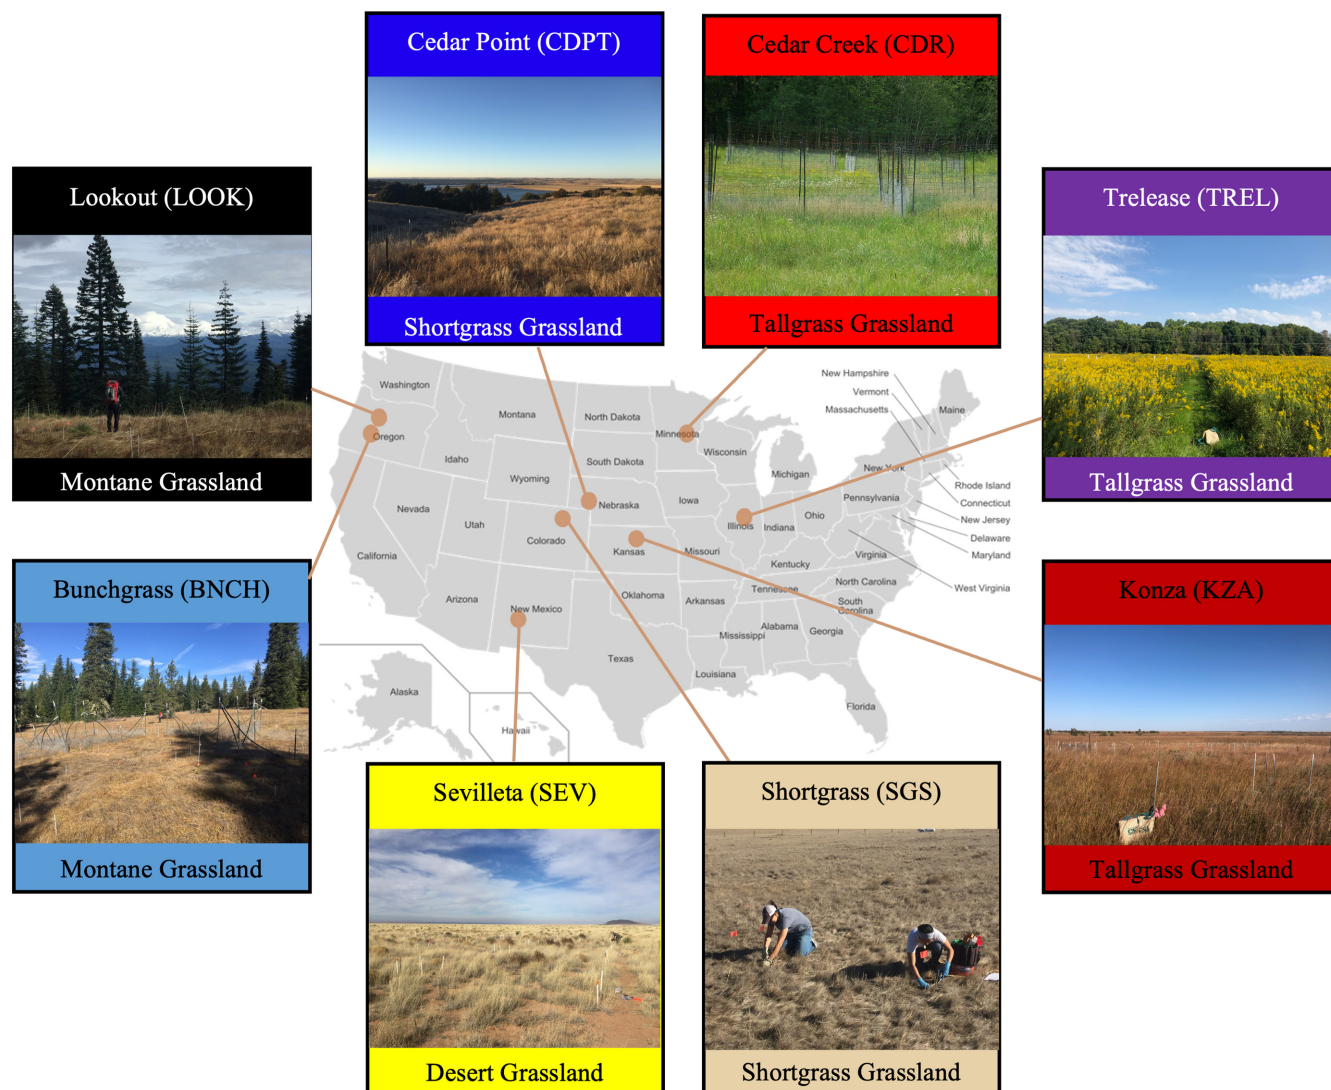 Cedar Point (CDPT)
Shortgrass Grassland
Cedar Creek (CDR)
Tallgrass Grassland
Lookout (LOOK)
Montane Grassland
Trelease (TREL)
Tallgrass Grassland
Bunchgrass (BNCH)
Montane Grassland
Konza (KZA)
Tallgrass Grassland
Sevilleta (SEV)
Desert Grassland
Shortgrass (SGS)
Shortgrass Grassland
Washington
Montana
North Dakota
Minnesota
New Hampshire
Vermont
Massachusetts
Maine
Oregon
Idaho
Wyoming
South Dakota
Wisconsin
Michigan
New York
Rhode Island
Connecticut
New Jersey
Delaware
Maryland
West Virginia
Nevada
Utah
Colorado
Nebraska
Iowa
Illinois
Indiana
Ohio
Pennsylvania
California
Kansas
Missouri
Kentucky
Virginia
Arizona
New Mexico
Oklahoma
Arkansas
Tennessee
North Carolina
South
Carolina
Texas
Mississippi
Alabama
Georgia
Louisiana
Florida
Alaska
Hawaii